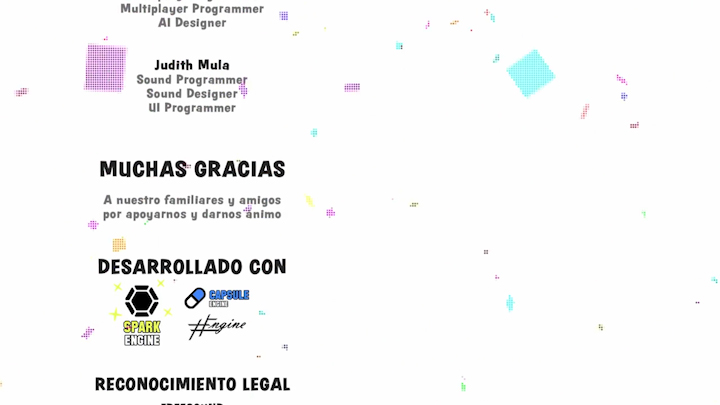 Multiplayer Programmer
AI Designer
Judith Mula
Sound Programmer
Sound Designer
UI Programmer
MUCHAS GRACIAS
A nuestro familiares y amigos
por apoyarnos y darnos ánimo
DESARROLLADO CON
SPARK
ENGINE
CAPSULE
ENGINE
Engine
RECONOCIMIENTO LEGAL